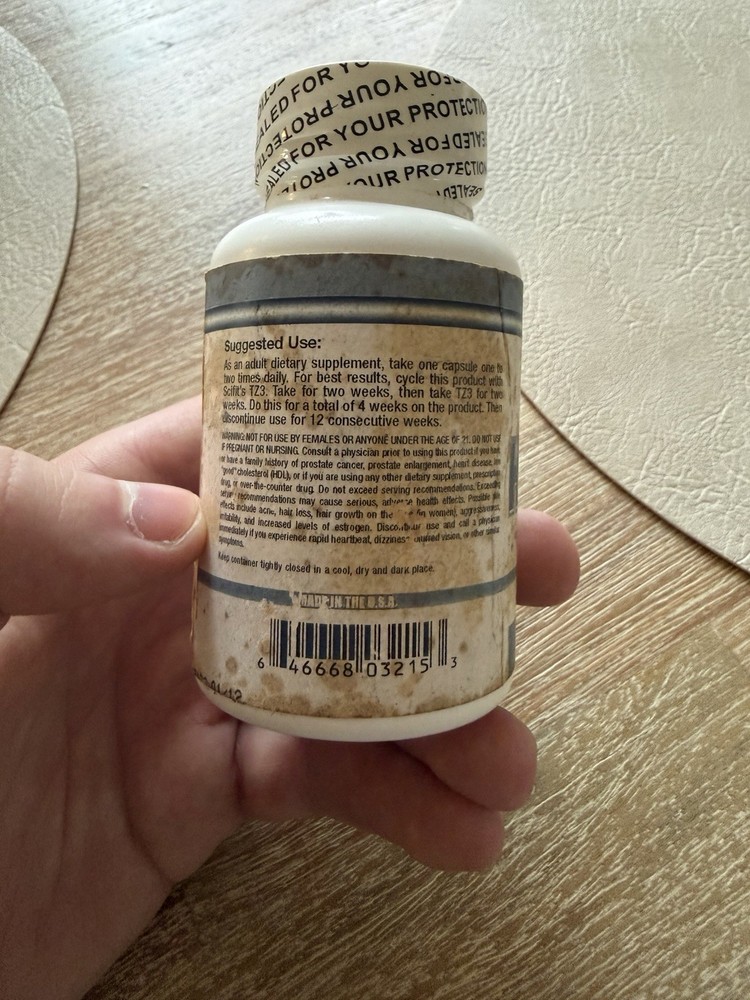 SEALED FOR YOUR PROTECTION
Suggested Use:
As an adult dietary supplement, take one capsule one to
two times daily. For best results, cycle this product with
Scifit's TZ3. Take for two weeks, then take TZ3 for two
weeks. Do this for a total of 4 weeks on the product. Then
discontinue use for 12 consecutive weeks.
WARNING: NOT FOR USE BY FEMALES OR ANYONE UNDER THE AGE OF 21. DO NOT USE
IF PREGNANT OR NURSING. Consult a physician prior to using this product if you have,
or have a family history of prostate cancer, prostate enlargement, heart disease, low
"good" cholesterol (HDL), or if you are using any other dietary supplement, prescription
drug, or over-the-counter drug. Do not exceed serving recommendations. Exceeding
serving recommendations may cause serious, adverse health effects. Possible side
effects include acne, hair loss, hair growth on the (in women), aggressiveness,
irritability, and increased levels of estrogen. Discontinue use and call a physician
immediately if you experience rapid heartbeat, dizziness, blurred vision, or other similar
symptoms.
Keep container tightly closed in a cool, dry and dark place.
MADE IN THE U.S.A.
6 46668 03215 3